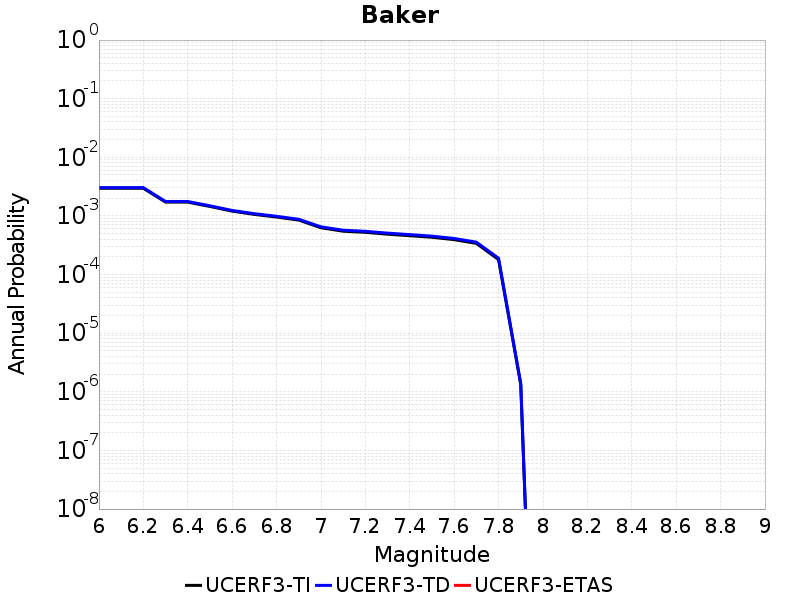 Baker
Annual Probability
10^0
10^-1
10^-2
10^-3
10^-4
10^-5
10^-6
10^-7
10^-8
6 6.2 6.4 6.6 6.8 7 7.2 7.4 7.6 7.8 8 8.2 8.4 8.6 8.8 9
Magnitude
UCERF3-TI UCERF3-TD UCERF3-ETAS